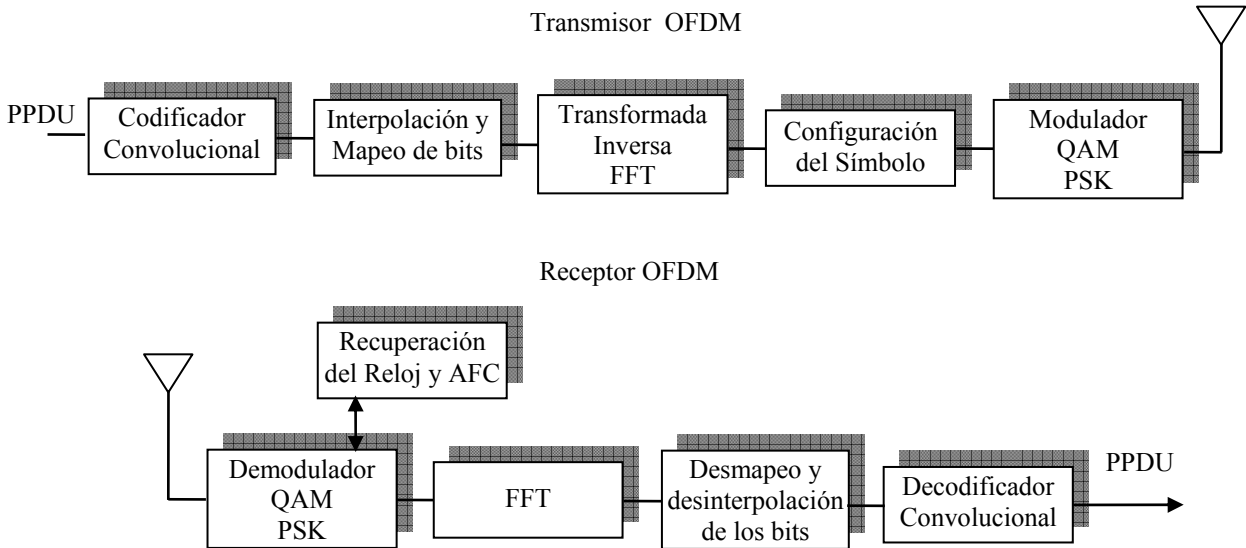 Transmisor OFDM
PPDU
Codificador
Convolucional
Interpolación y
Mapeo de bits
Transformada
Inversa
FFT
Configuración
del Símbolo
Modulador
QAM
PSK
Receptor OFDM
Recuperación
del Reloj y AFC
Demodulador
QAM
PSK
FFT
Desmapeo y
desinterpolación
de los bits
Decodificador
Convolucional
PPDU